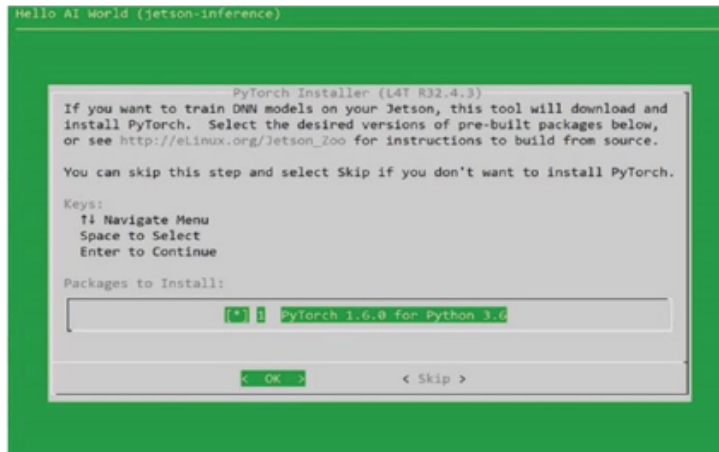 Hello AI World (jetson-inference)
PyTorch Installer (L4T R32.4.3)
If you want to train DNN models on your Jetson, this tool will download and
install PyTorch. Select the desired versions of pre-built packages below,
or see http://eLinux.org/Jetson_Zoo for instructions to build from source.
You can skip this step and select Skip if you don't want to install PyTorch.
Keys:
↑↓ Navigate Menu
Space to Select
Enter to Continue
Packages to Install:
[*] 1 PyTorch 1.6.0 for Python 3.6
< OK > < Skip >